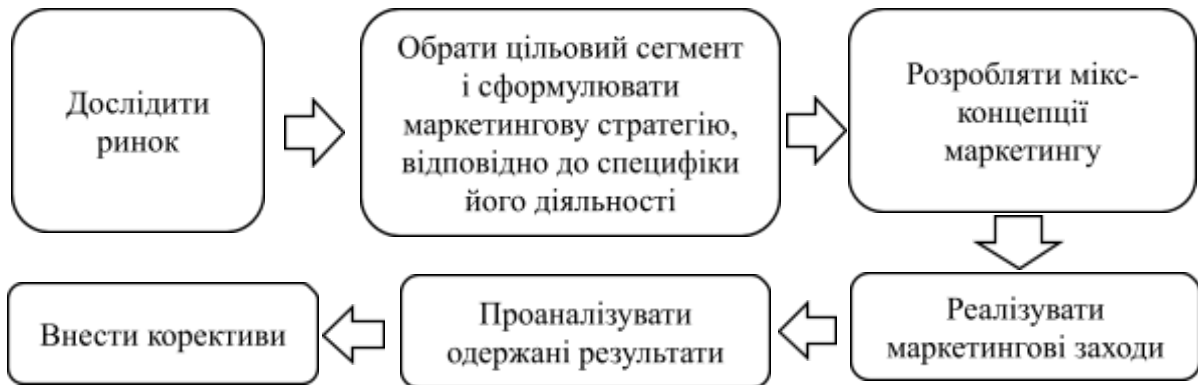 Дослідити
ринок
Обрати цільовий сегмент
і сформулювати
маркетингову стратегію,
відповідно до специфіки
його діяльності
Розробляти мікс-
концепції
маркетингу
Реалізувати
маркетингові заходи
Проаналізувати
одержані результати
Внести корективи